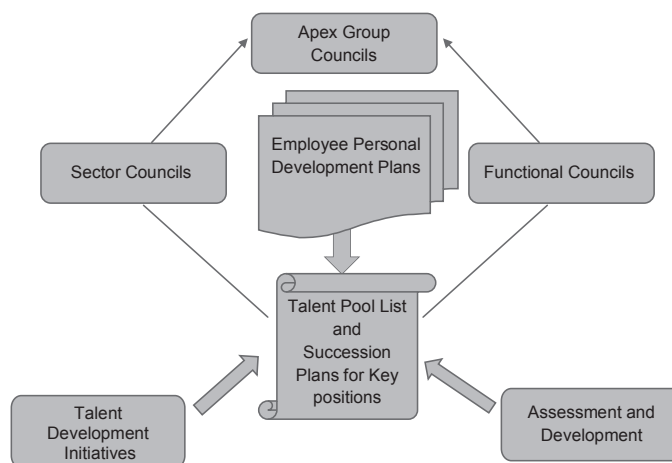 Apex Group
Councils
Employee Personal
Development Plans
Sector Councils
Functional Councils
Talent Pool List
and
Succession
Plans for Key
positions
Talent
Development
Initiatives
Assessment and
Development